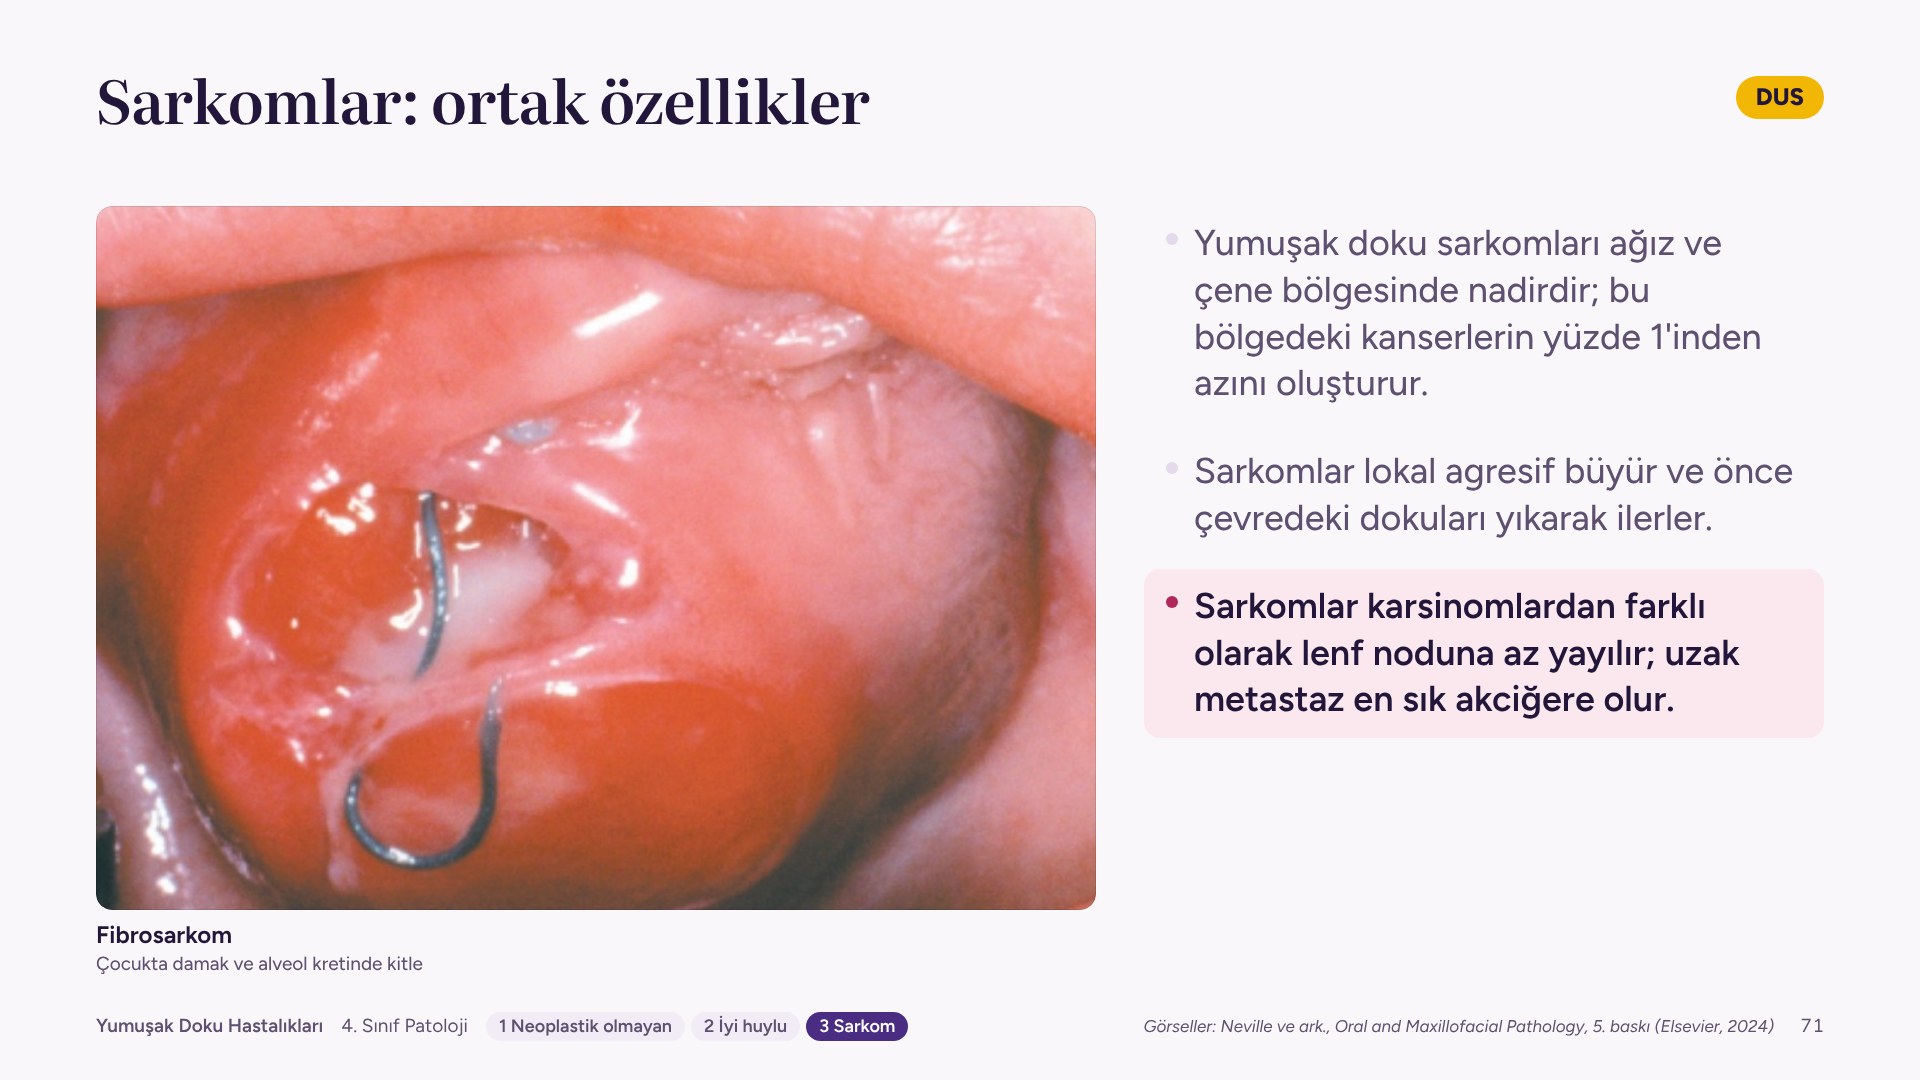 Sarkomlar: ortak özellikler
DUS
Yumuşak doku sarkomları ağız ve
çene bölgesinde nadirdir; bu
bölgedeki kanserlerin yüzde 1'inden
azını oluşturur.
Sarkomlar lokal agresif büyür ve önce
çevredeki dokuları yıkarak ilerler.
Sarkomlar karsinomlardan farklı
olarak lenf noduna az yayılır; uzak
metastaz en sık akciğere olur.
Fibrosarkom
Çocukta damak ve alveol kretinde kitle
Yumuşak Doku Hastalıkları 4. Sınıf Patoloji 1 Neoplastik olmayan 2 İyi huylu 3 Sarkom
Görseller: Neville ve ark., Oral and Maxillofacial Pathology, 5. baskı (Elsevier, 2024) 71